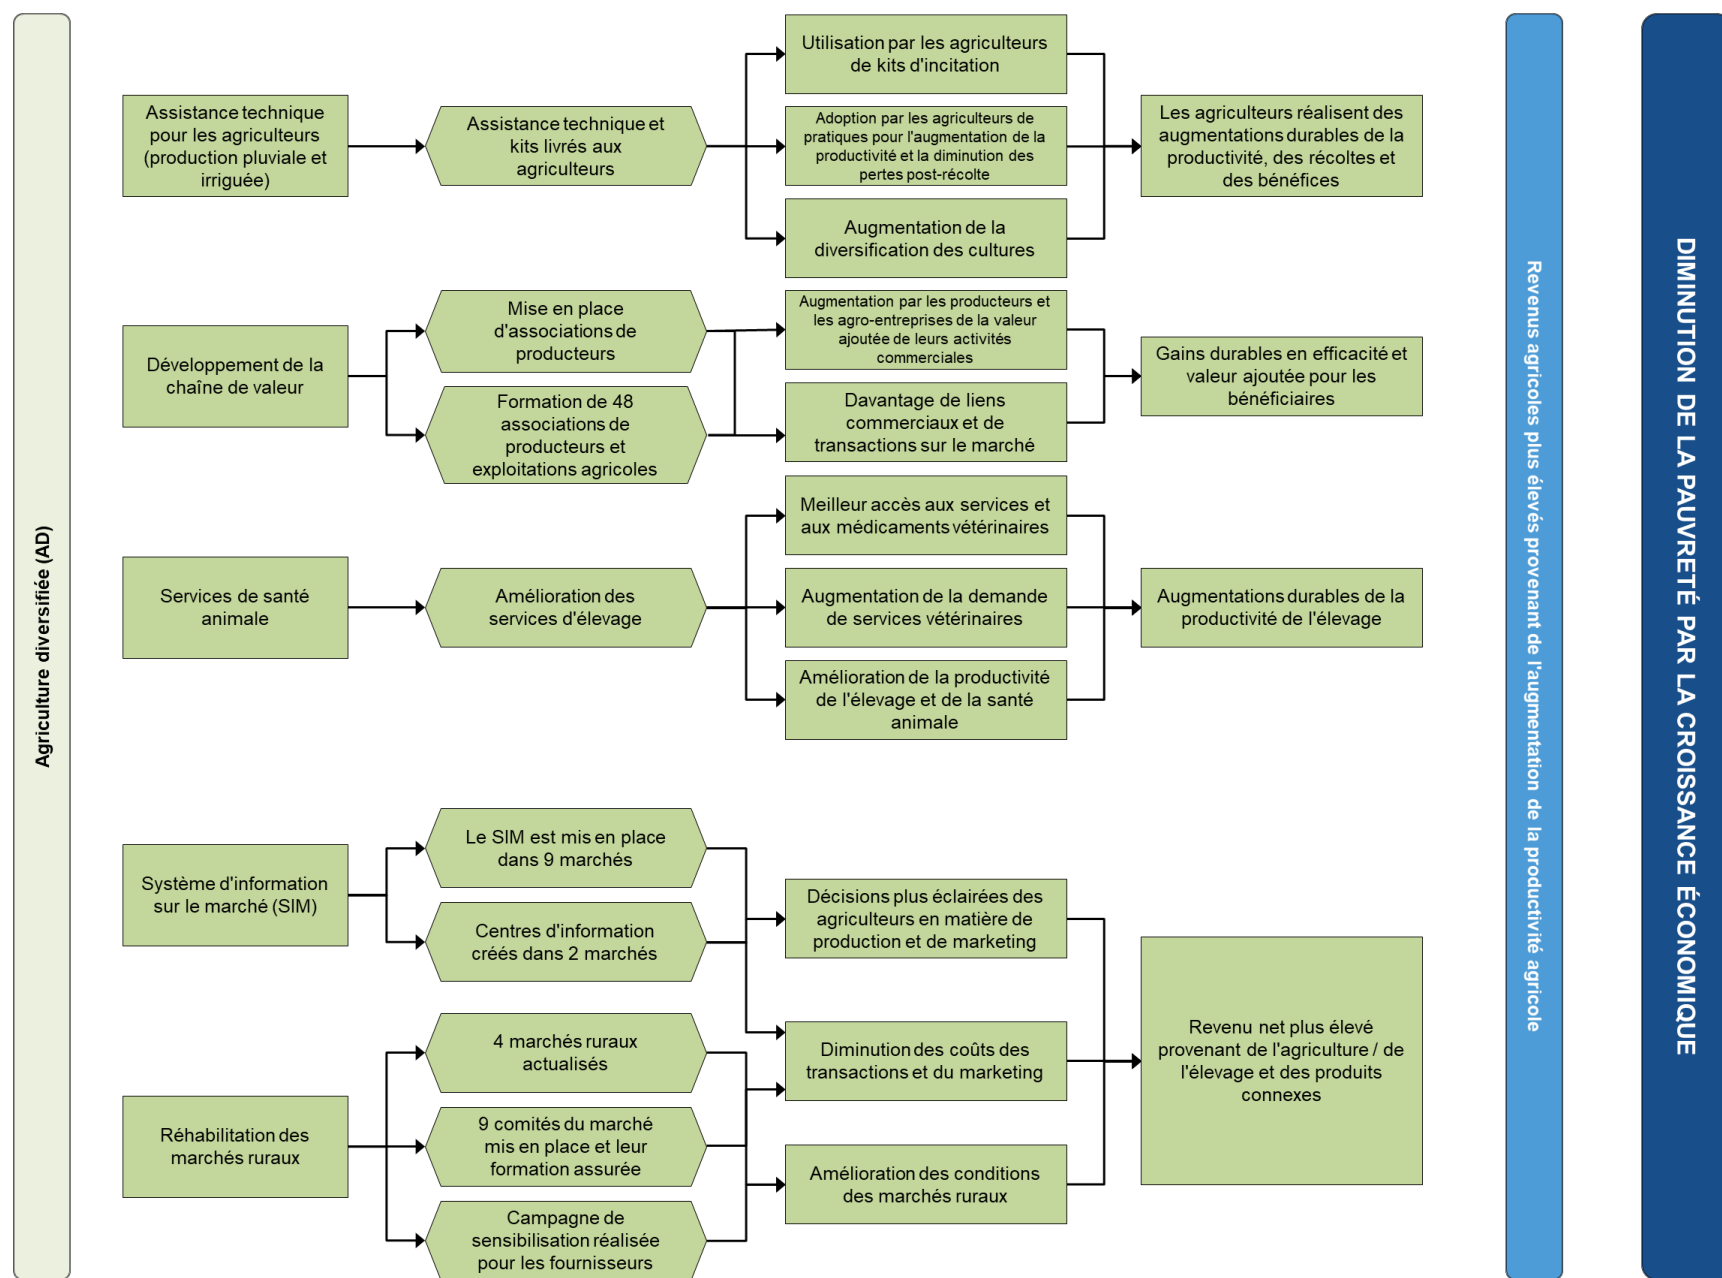 Agriculture diversifiée (AD)
Assistance technique
pour les agriculteurs
(production pluviale et
irriguée)
Assistance technique et
kits livrés aux
agriculteurs
Utilisation par les agriculteurs
de kits d'incitation
Adoption par les agriculteurs de
pratiques pour l'augmentation de la
productivité et la diminution des
pertes post-récolte
Augmentation de la
diversification des cultures
Les agriculteurs réalisent des
augmentations durables de la
productivité, des récoltes et
des bénéfices
Développement de la
chaîne de valeur
Mise en place
d'associations de
producteurs
Formation de 48
associations de
producteurs et
exploitations agricoles
Augmentation par les producteurs et
les agro-entreprises de la valeur
ajoutée de leurs activités
commerciales
Davantage de liens
commerciaux et de
transactions sur le marché
Gains durables en efficacité et
valeur ajoutée pour les
bénéficiaires
Services de santé
animale
Amélioration des
services d'élevage
Meilleur accès aux services et
aux médicaments vétérinaires
Augmentation de la demande
de services vétérinaires
Amélioration de la productivité
de l'élevage et de la santé
animale
Augmentations durables de la
productivité de l'élevage
Système d'information
sur le marché (SIM)
Le SIM est mis en place
dans 9 marchés
Centres d'information
créés dans 2 marchés
Décisions plus éclairées des
agriculteurs en matière de
production et de marketing
Réhabilitation des
marchés ruraux
4 marchés ruraux
actualisés
9 comités du marché
mis en place et leur
formation assurée
Campagne de
sensibilisation réalisée
pour les fournisseurs
Diminution des coûts des
transactions et du marketing
Amélioration des conditions
des marchés ruraux
Revenu net plus élevé
provenant de l'agriculture / de
l'élevage et des produits
connexes
Revenus agricoles plus élevés provenant de l'augmentation de la productivité agricole
DIMINUTION DE LA PAUVRETÉ PAR LA CROISSANCE ÉCONOMIQUE